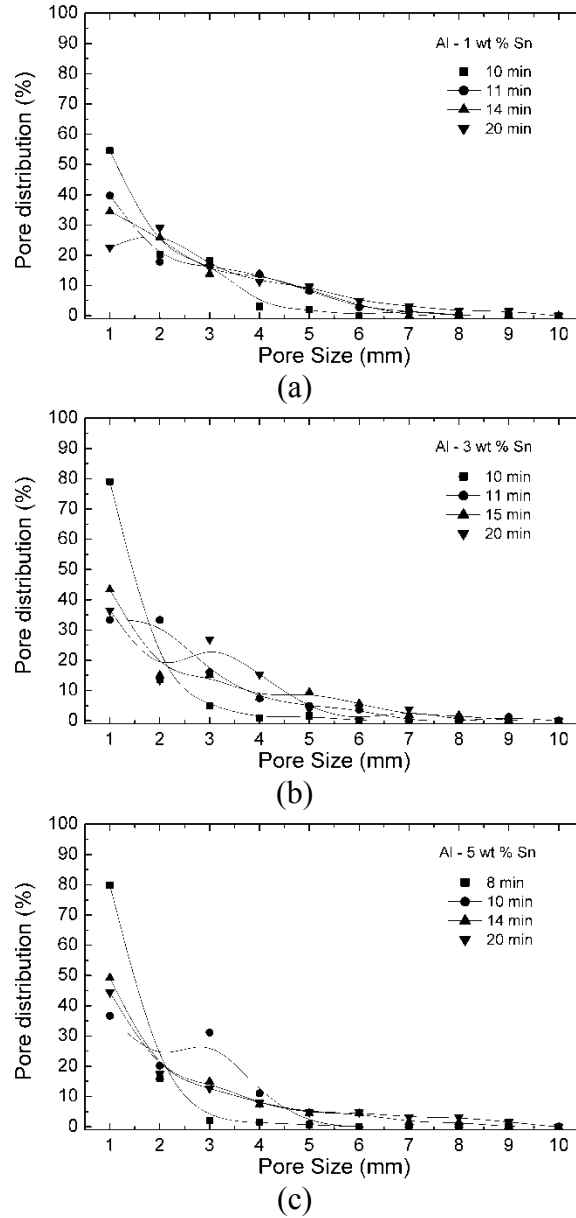 100
90
80
70
60
50
40
30
20
10
0
Pore distribution (%)
Al - 1 wt % Sn
10 min
11 min
14 min
20 min
1 2 3 4 5 6 7 8 9 10
Pore Size (mm)
(a)
100
90
80
70
60
50
40
30
20
10
0
Pore distribution (%)
Al - 3 wt % Sn
10 min
11 min
15 min
20 min
1 2 3 4 5 6 7 8 9 10
Pore Size (mm)
(b)
100
90
80
70
60
50
40
30
20
10
0
Pore distribution (%)
Al - 5 wt % Sn
8 min
10 min
14 min
20 min
1 2 3 4 5 6 7 8 9 10
Pore Size (mm)
(c)